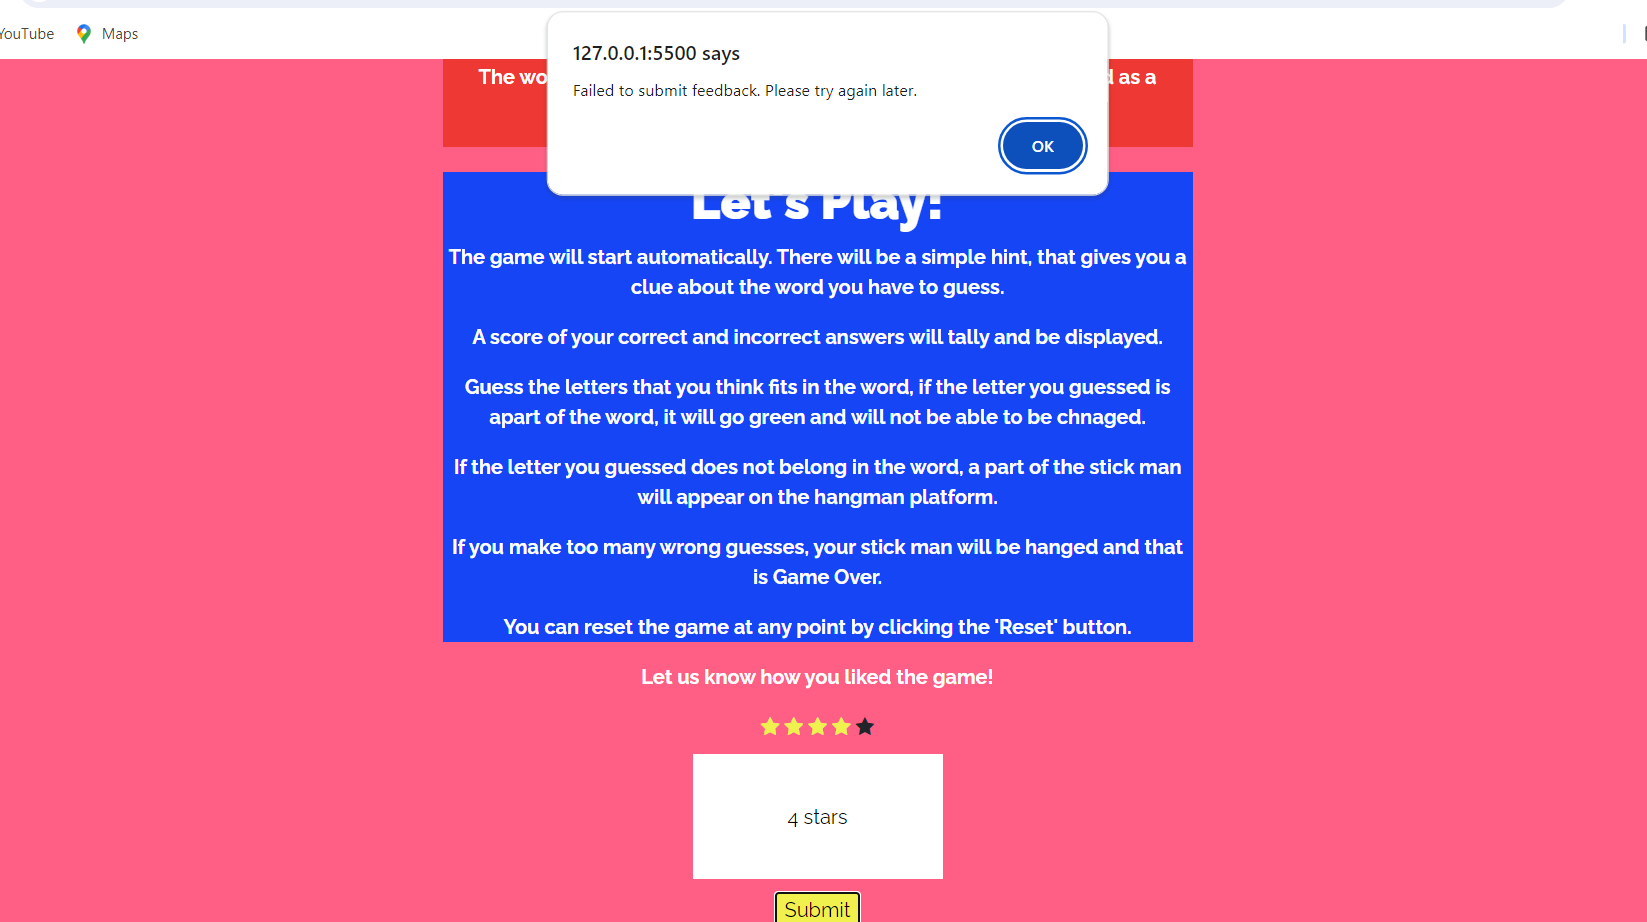 YouTube
Maps
127.0.0.1:5500 says
Failed to submit feedback. Please try again later.
OK
The as a
Let's Play:
The game will start automatically. There will be a simple hint, that gives you a
clue about the word you have to guess.
A score of your correct and incorrect answers will tally and be displayed.
Guess the letters that you think fits in the word, if the letter you guessed is
apart of the word, it will go green and will not be able to be chnaged.
If the letter you guessed does not belong in the word, a part of the stick man
will appear on the hangman platform.
If you make too many wrong guesses, your stick man will be hanged and that
is Game Over.
You can reset the game at any point by clicking the 'Reset' button.
Let us know how you liked the game!
4 stars
Submit